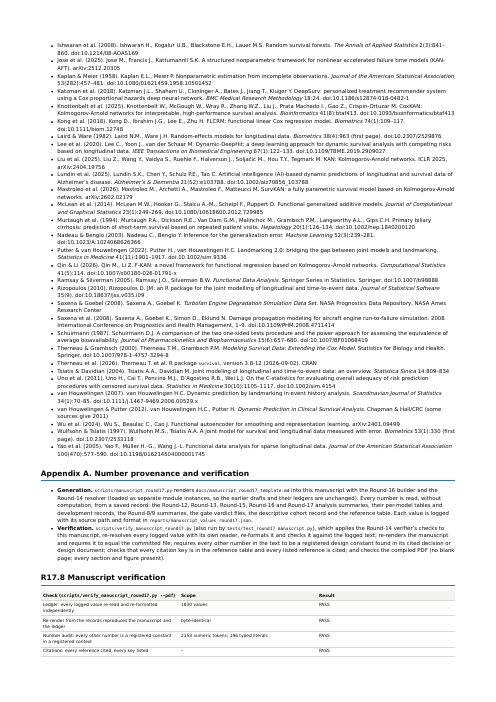 Ishwaran et al. (2008). Ishwaran H., Kogalur U.B., Blackstone E.H., Lauer M.S. Random survival forests. The Annals of Applied Statistics 2(3):841–
860. doi:10.1214/08-AOAS169
Jose et al. (2025). Jose M., Francis J., Kattumannil S.K. A structured nonparametric framework for nonlinear accelerated failure time models (KAN-
AFT). arXiv:2512.20305
Kaplan & Meier (1958). Kaplan E.L., Meier P. Nonparametric estimation from incomplete observations. Journal of the American Statistical Association
53(282):457–481. doi:10.1080/01621459.1958.10501452
Katzman et al. (2018). Katzman J.L., Shaham U., Cloninger A., Bates J., Jiang T., Kluger Y. DeepSurv: personalized treatment recommender system
using a Cox proportional hazards deep neural network. BMC Medical Research Methodology 18:24. doi:10.1186/s12874-018-0482-1
Knottenbelt et al. (2025). Knottenbelt W., McGough W., Wray R., Zhang W.Z., Liu J., Prata Machado I., Gao Z., Crispin-Ortuzar M. CoxKAN:
Kolmogorov-Arnold networks for interpretable, high-performance survival analysis. Bioinformatics 41(8):btaf413. doi:10.1093/bioinformatics/btaf413
Kong et al. (2018). Kong D., Ibrahim J.G., Lee E., Zhu H. FLCRM: functional linear Cox regression model. Biometrics 74(1):109–117.
doi:10.1111/biom.12748
Laird & Ware (1982). Laird N.M., Ware J.H. Random-effects models for longitudinal data. Biometrics 38(4):963 (first page). doi:10.2307/2529876
Lee et al. (2020). Lee C., Yoon J., van der Schaar M. Dynamic-DeepHit: a deep learning approach for dynamic survival analysis with competing risks
based on longitudinal data. IEEE Transactions on Biomedical Engineering 67(1):122–133. doi:10.1109/TBME.2019.2909027
Liu et al. (2025). Liu Z., Wang Y., Vaidya S., Ruehle F., Halverson J., Soljačić M., Hou T.Y., Tegmark M. KAN: Kolmogorov-Arnold networks. ICLR 2025.
arXiv:2404.19756
Lundin et al. (2025). Lundin S.K., Chen Y., Schulz P.E., Tao C. Artificial intelligence (AI)-based dynamic predictions of longitudinal and survival data of
Alzheimer's disease. Alzheimer's & Dementia 21(S2):e103788. doi:10.1002/alz70856_103788
Mastroleo et al. (2026). Mastroleo M., Archetti A., Mastroleo F., Matteucci M. SurvKAN: a fully parametric survival model based on Kolmogorov-Arnold
networks. arXiv:2602.02179
McLean et al. (2014). McLean M.W., Hooker G., Staicu A.-M., Scheipl F., Ruppert D. Functional generalized additive models. Journal of Computational
and Graphical Statistics 23(1):249–269. doi:10.1080/10618600.2012.729985
Murtaugh et al. (1994). Murtaugh P.A., Dickson E.R., Van Dam G.M., Malinchoc M., Grambsch P.M., Langworthy A.L., Gips C.H. Primary biliary
cirrhosis: prediction of short-term survival based on repeated patient visits. Hepatology 20(1):126–134. doi:10.1002/hep.1840200120
Nadeau & Bengio (2003). Nadeau C., Bengio Y. Inference for the generalization error. Machine Learning 52(3):239–281.
doi:10.1023/A:1024068626366
Putter & van Houwelingen (2022). Putter H., van Houwelingen H.C. Landmarking 2.0: bridging the gap between joint models and landmarking.
Statistics in Medicine 41(11):1901–1917. doi:10.1002/sim.9336
Qin & Li (2026). Qin M., Li Z. F-KAN: a novel framework for functional regression based on Kolmogorov-Arnold networks. Computational Statistics
41(5):114. doi:10.1007/s00180-026-01791-x
Ramsay & Silverman (2005). Ramsay J.O., Silverman B.W. Functional Data Analysis. Springer Series in Statistics. Springer. doi:10.1007/b98888
Rizopoulos (2010). Rizopoulos D. JM: an R package for the joint modelling of longitudinal and time-to-event data. Journal of Statistical Software
35(9). doi:10.18637/jss.v035.i09
Saxena & Goebel (2008). Saxena A., Goebel K. Turbofan Engine Degradation Simulation Data Set. NASA Prognostics Data Repository, NASA Ames
Research Center
Saxena et al. (2008). Saxena A., Goebel K., Simon D., Eklund N. Damage propagation modeling for aircraft engine run-to-failure simulation. 2008
International Conference on Prognostics and Health Management, 1–9. doi:10.1109/PHM.2008.4711414
Schuirmann (1987). Schuirmann D.J. A comparison of the two one-sided tests procedure and the power approach for assessing the equivalence of
average bioavailability. Journal of Pharmacokinetics and Biopharmaceutics 15(6):657–680. doi:10.1007/BF01068419
Therneau & Grambsch (2000). Therneau T.M., Grambsch P.M. Modeling Survival Data: Extending the Cox Model. Statistics for Biology and Health.
Springer. doi:10.1007/978-1-4757-3294-8
Therneau et al. (2026). Therneau T. et al. R package survival, version 3.8-12 (2026-09-02). CRAN
Tsiatis & Davidian (2004). Tsiatis A.A., Davidian M. Joint modeling of longitudinal and time-to-event data: an overview. Statistica Sinica 14:809–834
Uno et al. (2011). Uno H., Cai T., Pencina M.J., D'Agostino R.B., Wei L.J. On the C-statistics for evaluating overall adequacy of risk prediction
procedures with censored survival data. Statistics in Medicine 30(10):1105–1117. doi:10.1002/sim.4154
van Houwelingen (2007). van Houwelingen H.C. Dynamic prediction by landmarking in event history analysis. Scandinavian Journal of Statistics
34(1):70–85. doi:10.1111/j.1467-9469.2006.00529.x
van Houwelingen & Putter (2012). van Houwelingen H.C., Putter H. Dynamic Prediction in Clinical Survival Analysis. Chapman & Hall/CRC (some
sources give 2011)
Wu et al. (2024). Wu S., Beaulac C., Cao J. Functional autoencoder for smoothing and representation learning. arXiv:2401.09499
Wulfsohn & Tsiatis (1997). Wulfsohn M.S., Tsiatis A.A. A joint model for survival and longitudinal data measured with error. Biometrics 53(1):330 (first
page). doi:10.2307/2533118
Yao et al. (2005). Yao F., Müller H.-G., Wang J.-L. Functional data analysis for sparse longitudinal data. Journal of the American Statistical Association
100(470):577–590. doi:10.1198/016214504000001745
Appendix A. Number provenance and verification
Generation. scripts/manuscript_round17.py renders docs/manuscript_round17_template.md into this manuscript with the Round-16 builder and the
Round-14 resolver (loaded as separate module instances, so the earlier drafts and their ledgers are unchanged). Every number is read, without
computation, from a saved record: the Round-12, Round-13, Round-15, Round-16 and Round-17 analysis summaries, their per-model tables and
development records, the Round-8/9 summaries, the gate verdict files, the descriptive cohort record and the reference table. Each value is logged
with its source path and format in reports/manuscript_values_round17.json.
Verification. scripts/verify_manuscript_round17.py (also run by tests/test_round17_manuscript.py), which applies the Round-14 verifier's checks to
this manuscript, re-resolves every logged value with its own reader, re-formats it and checks it against the logged text; re-renders the manuscript
and requires it to equal the committed file; requires every other number in the text to be a registered design constant found in its cited decision or
design document; checks that every citation key is in the reference table and every listed reference is cited; and checks the compiled PDF (no blank
page; every section and figure present).
R17.8 Manuscript verification
Check (scripts/verify_manuscript_round17.py --pdf) Scope Result
Ledger: every logged value re-read and re-formatted
independently 1830 values PASS
Re-render from the records reproduces the manuscript and
the ledger byte-identical PASS
Number audit: every other number is a registered constant
in a registered context 2153 numeric tokens; 196 typed literals PASS
Citations: every reference cited, every key listed – PASS